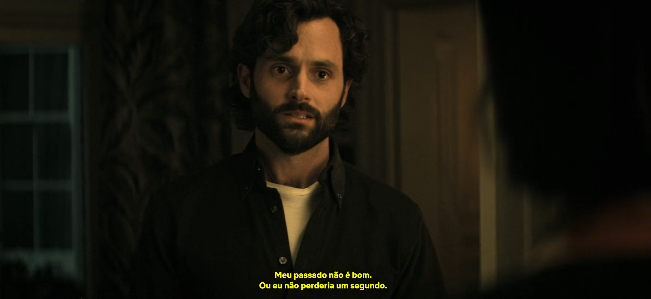 Meu passado não é bom.
Ou eu não perderia um segundo.